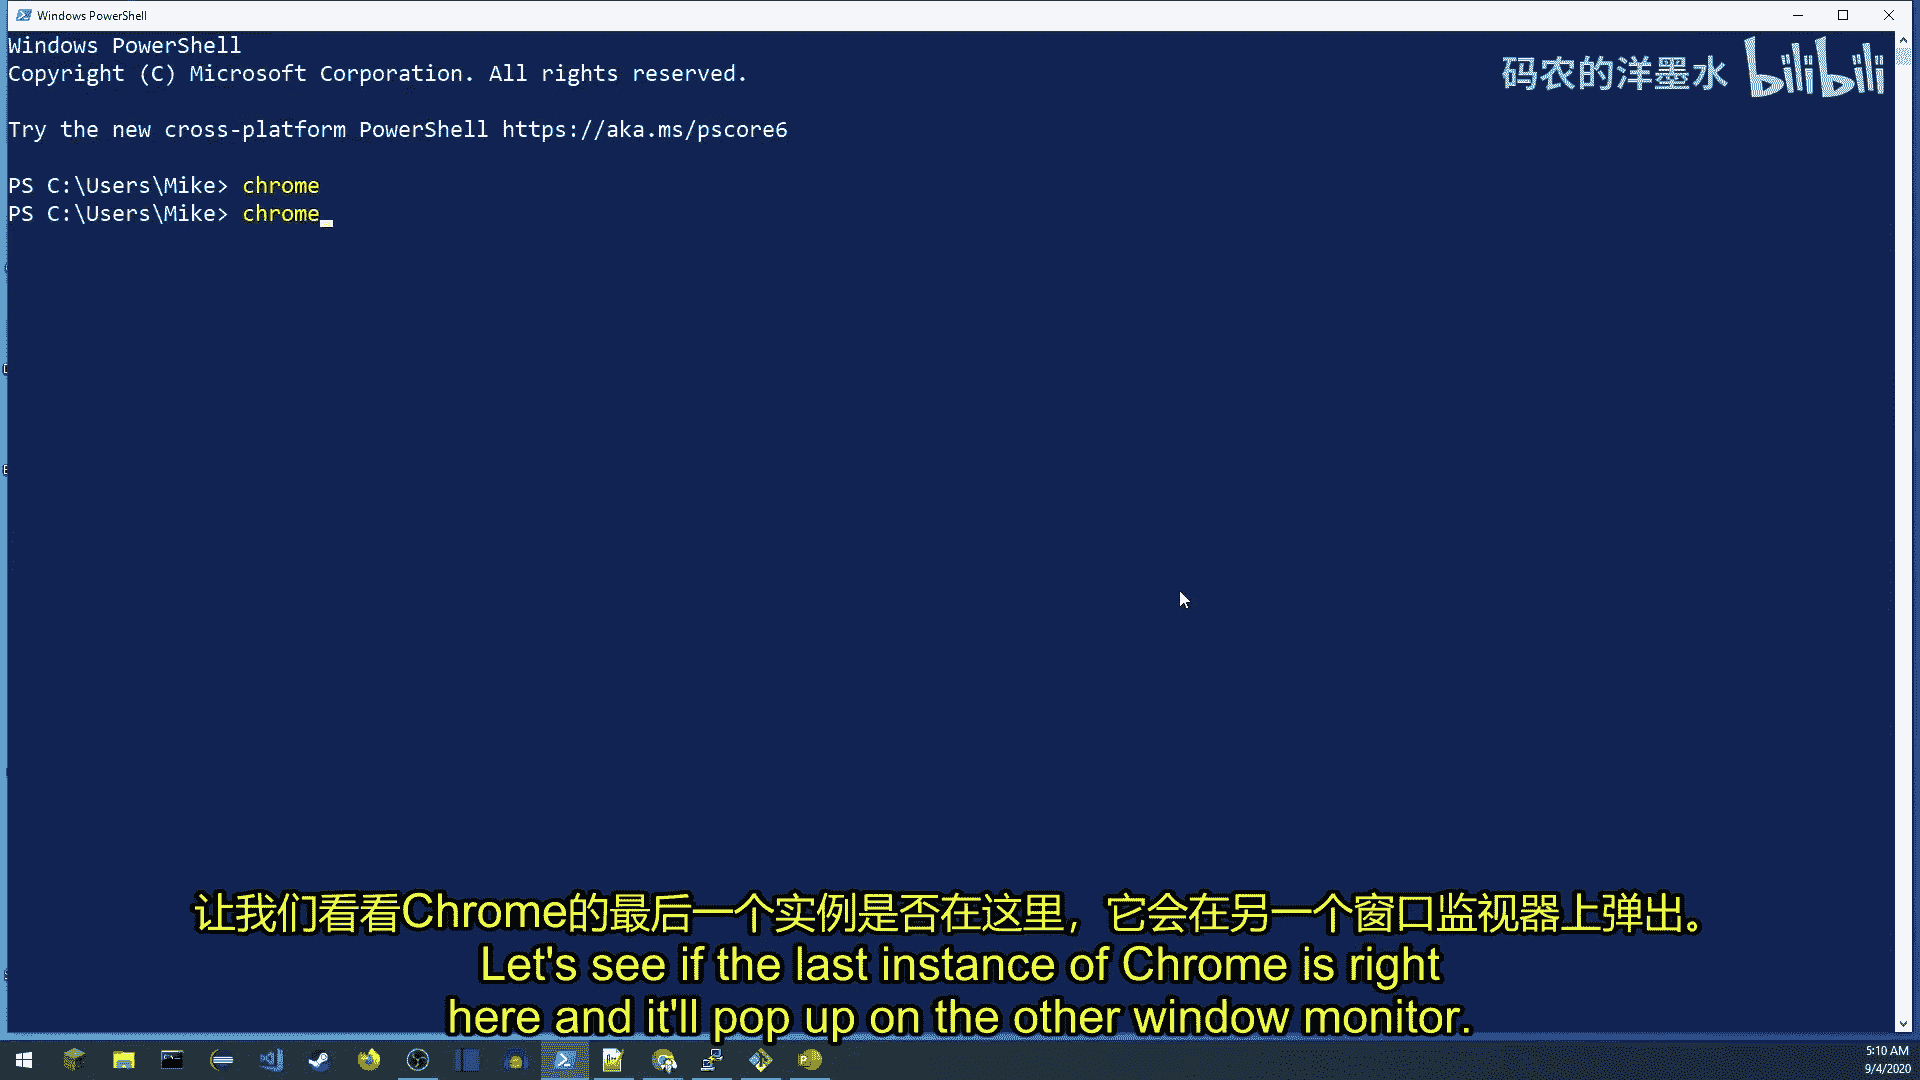 Windows PowerShell
Windows PowerShell
Copyright (C) Microsoft Corporation. All rights reserved.
码农的洋墨水 bilibili
Try the new cross-platform PowerShell https://aka.ms/pscore6
PS C:\Users\Mike> chrome
PS C:\Users\Mike> chrome
让我们看看Chrome的最后一个实例是否在这里，它会在另一个窗口监视器上弹出。
Let's see if the last instance of Chrome is right
here and it'll pop up on the other window monitor.
5:10 AM
9/4/2020